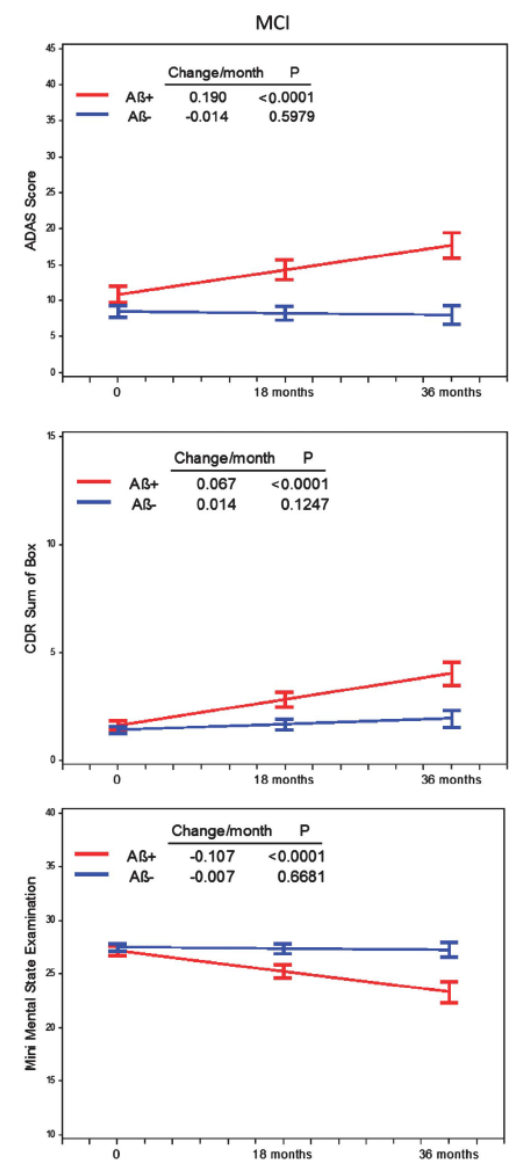 MCI
ADAS Score
45
40
35
30
25
20
15
10
5
0
Change/month P
Aß+ 0.190 <0.0001
Aß- -0.014 0.5979
0 18 months 36 months
CDR Sum of Box
15
10
5
0
Change/month P
Aß+ 0.067 <0.0001
Aß- 0.014 0.1247
0 18 months 36 months
Mini Mental State Examination
40
35
30
25
20
15
10
Change/month P
Aß+ -0.107 <0.0001
Aß- -0.007 0.6681
0 18 months 36 months